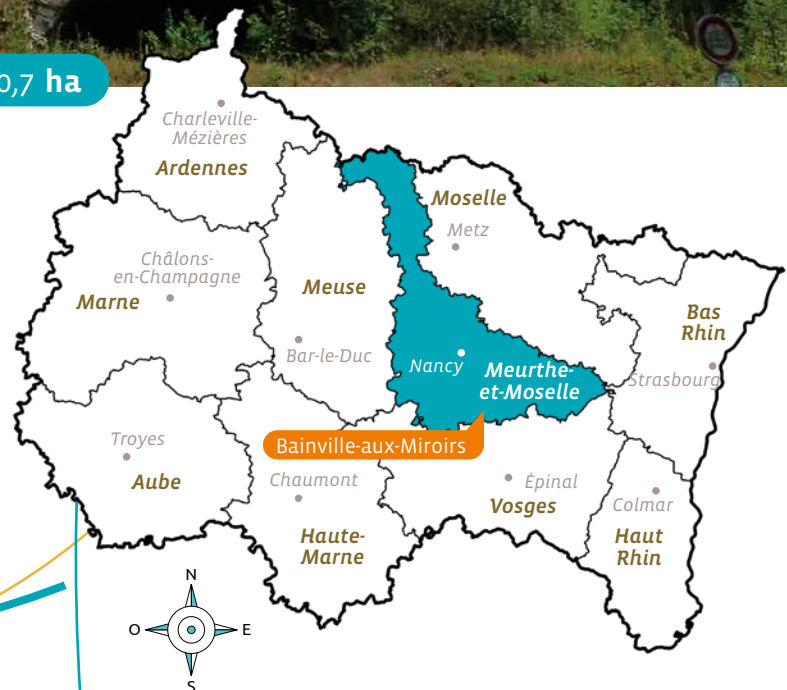 0,7 ha
Charleville-
Mézières
Ardennes
Moselle
Metz
Châlons-
en-Champagne
Marne
Meuse
Bas
Rhin
Bar-le-Duc
Nancy
Meurthe-
et-Moselle
Strasbourg
Bainville-aux-Miroirs
Troyes
Aube
Chaumont
Épinal
Vosges
Colmar
Haute-
Marne
Haut
Rhin
N
O
E
S